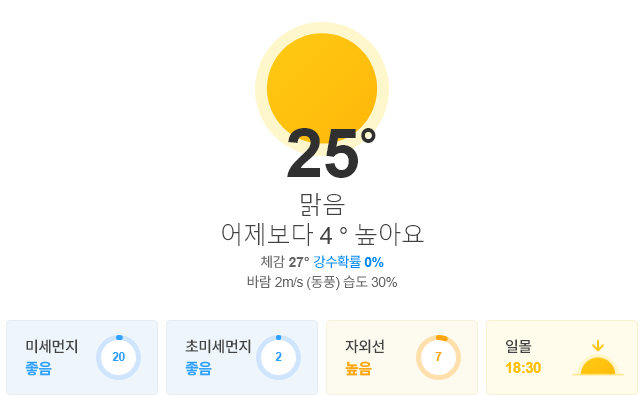 25°
맑음
어제보다 4 ° 높아요
체감 27° 강수확률 0%
바람 2m/s (동풍) 습도 30%
미세먼지
좋음
20
초미세먼지
좋음
2
자외선
높음
7
일몰
18:30